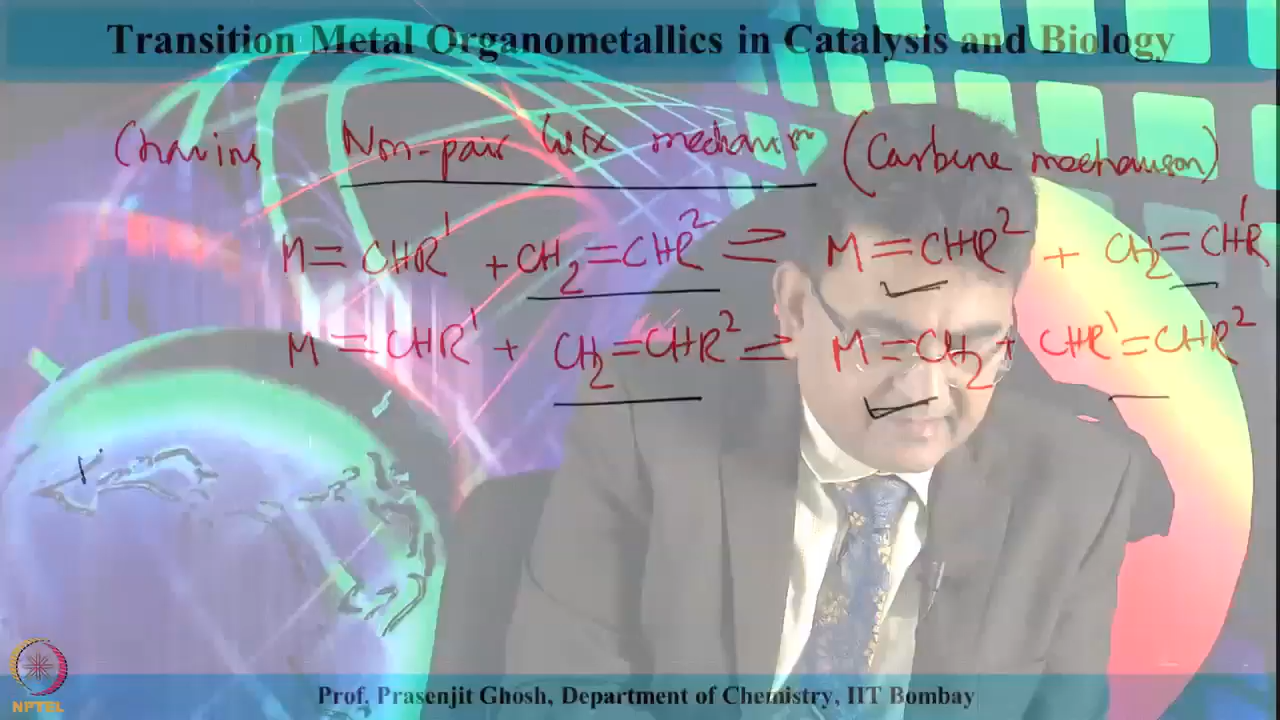 Transition Metal Organometallics in Catalysis and Biology
Chauvins Non-pair wise mechanism (Carbene mechanism)
M=CHR¹ + CH₂=CHR² ⇌ M=CHR² + CH₂=CHR¹
M=CHR¹ + CH₂=CHR² ⇌ M=CH₂ + CHR¹=CHR²
NPTEL
Prof. Prasenjit Ghosh, Department of Chemistry, IIT Bombay